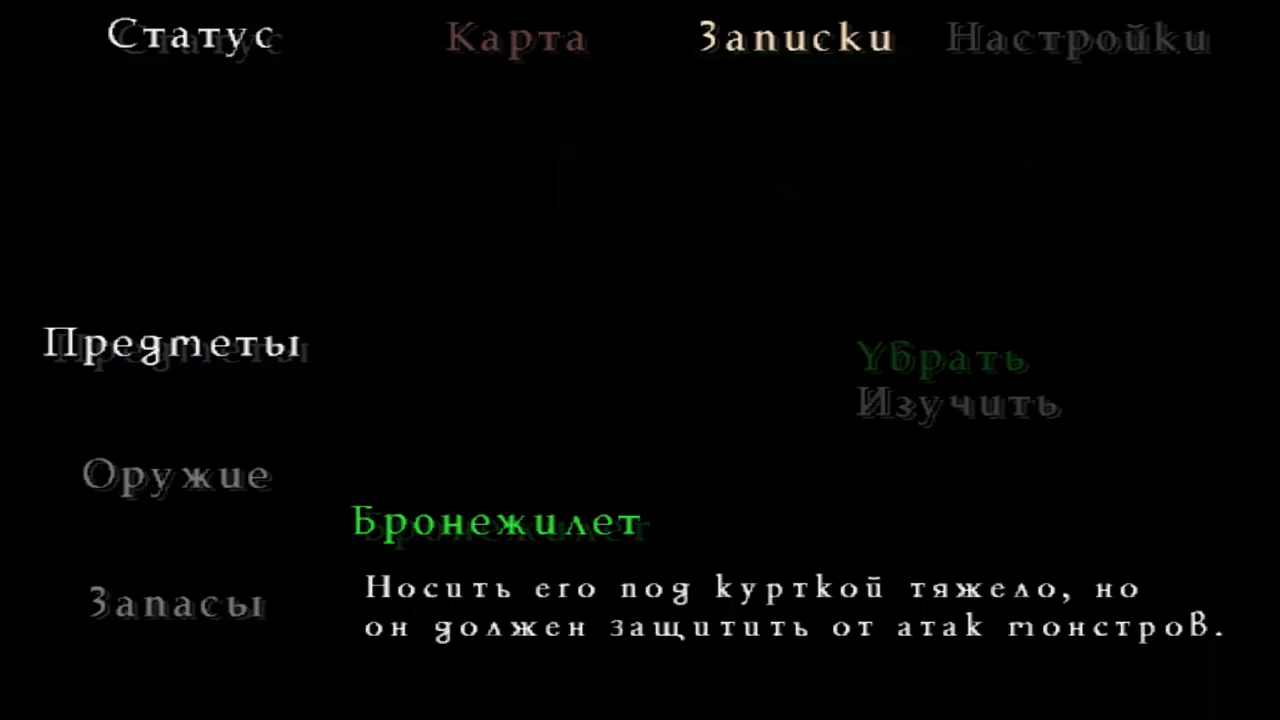 Статус Карта Записки Настройки
Предметы
Убрать
Изучить
Оружие
Бронежилет
Запасы
Носить его под курткой тяжело, но
он должен защитить от атак монстров.